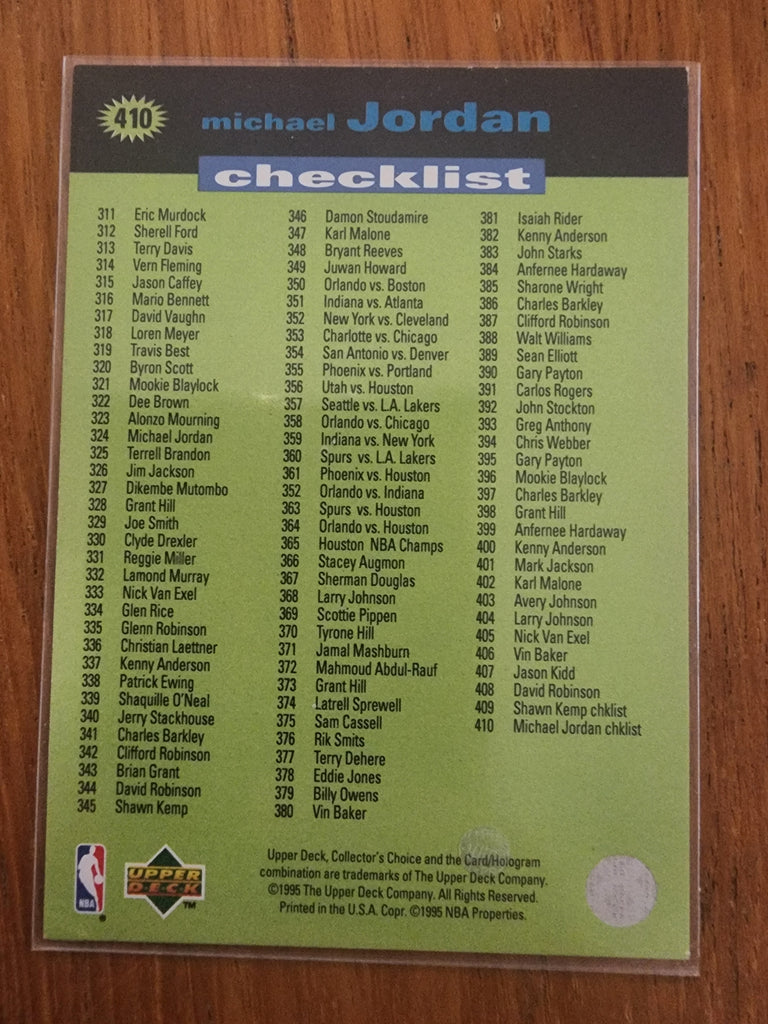 410
michael Jordan
checklist
311 Eric Murdock
312 Sherell Ford
313 Terry Davis
314 Vern Fleming
315 Jason Caffey
316 Mario Bennett
317 David Vaughn
318 Loren Meyer
319 Travis Best
320 Byron Scott
321 Mookie Blaylock
322 Dee Brown
323 Alonzo Mourning
324 Michael Jordan
325 Terrell Brandon
326 Jim Jackson
327 Dikembe Mutombo
328 Grant Hill
329 Joe Smith
330 Clyde Drexler
331 Reggie Miller
332 Lamond Murray
333 Nick Van Exel
334 Glen Rice
335 Glenn Robinson
336 Christian Laettner
337 Kenny Anderson
338 Patrick Ewing
339 Shaquille O'Neal
340 Jerry Stackhouse
341 Charles Barkley
342 Clifford Robinson
343 Brian Grant
344 David Robinson
345 Shawn Kemp
346 Damon Stoudamire
347 Karl Malone
348 Bryant Reeves
349 Juwan Howard
350 Orlando vs. Boston
351 Indiana vs. Atlanta
352 New York vs. Cleveland
353 Charlotte vs. Chicago
354 San Antonio vs. Denver
355 Phoenix vs. Portland
356 Utah vs. Houston
357 Seattle vs. L.A. Lakers
358 Orlando vs. Chicago
359 Indiana vs. New York
360 Spurs vs. L.A. Lakers
361 Phoenix vs. Houston
352 Orlando vs. Indiana
363 Spurs vs. Houston
364 Orlando vs. Houston
365 Houston NBA Champs
366 Stacey Augmon
367 Sherman Douglas
368 Larry Johnson
369 Scottie Pippen
370 Tyrone Hill
371 Jamal Mashburn
372 Mahmoud Abdul-Rauf
373 Grant Hill
374 Latrell Sprewell
375 Sam Cassell
376 Rik Smits
377 Terry Dehere
378 Eddie Jones
379 Billy Owens
380 Vin Baker
381 Isaiah Rider
382 Kenny Anderson
383 John Starks
384 Anfernee Hardaway
385 Sharone Wright
386 Charles Barkley
387 Clifford Robinson
388 Walt Williams
389 Sean Elliott
390 Gary Payton
391 Carlos Rogers
392 John Stockton
393 Greg Anthony
394 Chris Webber
395 Gary Payton
396 Mookie Blaylock
397 Charles Barkley
398 Grant Hill
399 Anfernee Hardaway
400 Kenny Anderson
401 Mark Jackson
402 Karl Malone
403 Avery Johnson
404 Larry Johnson
405 Nick Van Exel
406 Vin Baker
407 Jason Kidd
408 David Robinson
409 Shawn Kemp chklist
410 Michael Jordan chklist
NBA
®
UPPER
DECK
™
Upper Deck, Collector's Choice and the Card/Hologram
combination are trademarks of The Upper Deck Company.
©1995 The Upper Deck Company. All Rights Reserved.
Printed in the U.S.A. Copr. ©1995 NBA Properties.